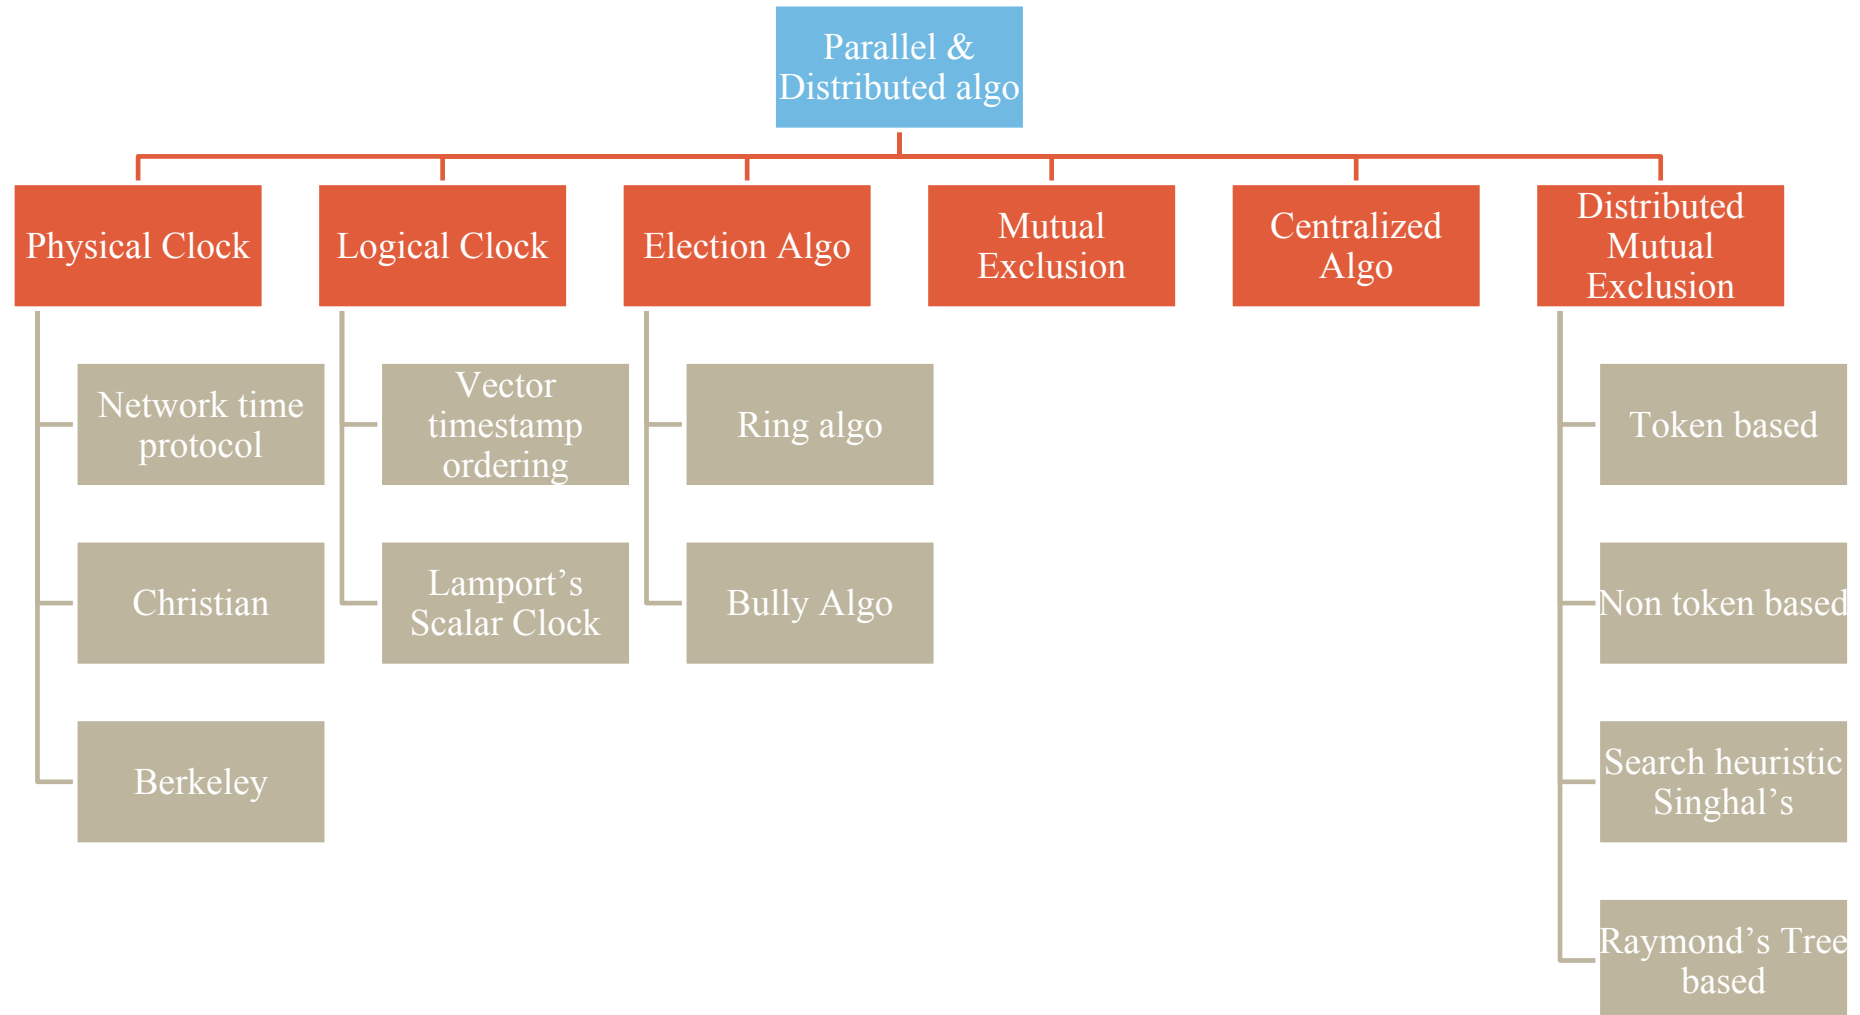 Parallel &
Distributed algo
Physical Clock
Logical Clock
Election Algo
Mutual
Exclusion
Centralized
Algo
Distributed
Mutual
Exclusion
Network time
protocol
Christian
Berkeley
Vector
timestamp
ordering
Lamport’s
Scalar Clock
Ring algo
Bully Algo
Token based
Non token based
Search heuristic
Singhal’s
Raymond’s Tree
based